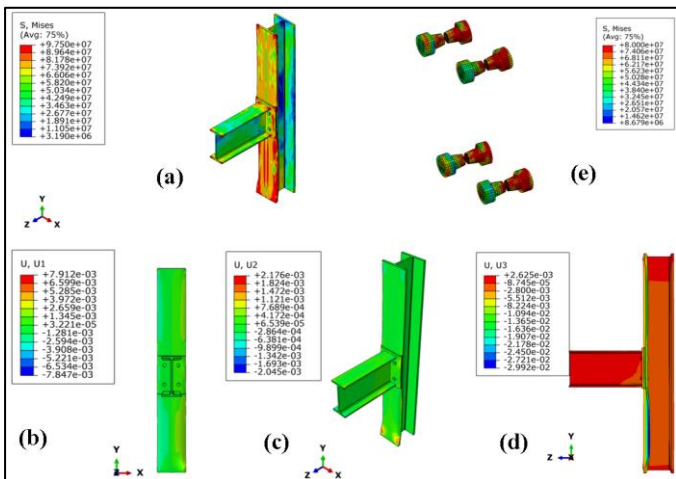 S, Mises
(Avg: 75%)
+9.750e+07
+8.964e+07
+8.178e+07
+7.392e+07
+6.606e+07
+5.820e+07
+5.034e+07
+4.249e+07
+3.463e+07
+2.677e+07
+1.891e+07
+1.105e+07
+3.190e+06
Y
Z X
(a)
S, Mises
(Avg: 75%)
+8.000e+07
+7.406e+07
+6.811e+07
+6.217e+07
+5.623e+07
+5.028e+07
+4.434e+07
+3.840e+07
+3.245e+07
+2.651e+07
+2.057e+07
+1.462e+07
+8.679e+06
(e)
U, U1
+7.912e-03
+6.599e-03
+5.285e-03
+3.972e-03
+2.659e-03
+1.345e-03
+3.221e-05
-1.281e-03
-2.594e-03
-3.908e-03
-5.221e-03
-6.534e-03
-7.847e-03
(b)
Y
Z X
U, U2
+2.176e-03
+1.824e-03
+1.472e-03
+1.121e-03
+7.689e-04
+4.172e-04
+6.539e-05
-2.864e-04
-6.381e-04
-9.899e-04
-1.342e-03
-1.693e-03
-2.045e-03
(c)
Y
Z X
U, U3
+2.625e-03
-8.745e-05
-2.800e-03
-5.512e-03
-8.224e-03
-1.094e-02
-1.365e-02
-1.636e-02
-1.907e-02
-2.178e-02
-2.450e-02
-2.721e-02
-2.992e-02
(d)
Y
Z X